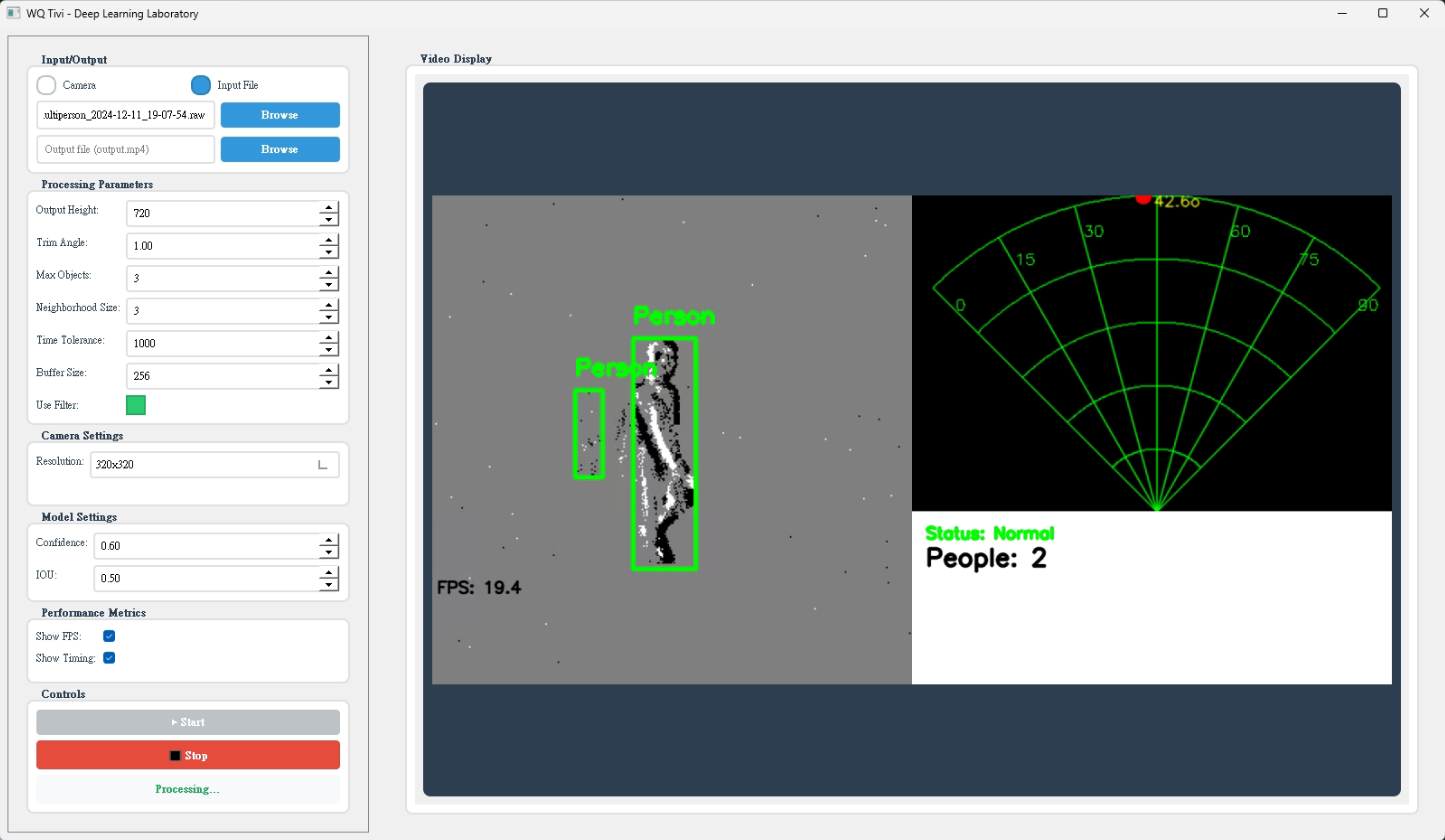 WQ Tivi - Deep Learning Laboratory
Input/Output
Camera
Input File
ultiperson_2024-12-11_19-07-54.raw
Browse
Output file (output.mp4)
Browse
Processing Parameters
Output Height:
720
Trim Angle:
1.00
Max Objects:
3
Neighborhood Size:
3
Time Tolerance:
1000
Buffer Size:
256
Use Filter:
Camera Settings
Resolution:
320x320
Model Settings
Confidence:
0.60
IOU:
0.50
Performance Metrics
Show FPS:
Show Timing:
Controls
Start
Stop
Processing...
Video Display
Person
Person
FPS: 19.4
42.6o
0
15
30
60
75
90
Status: Normal
People: 2